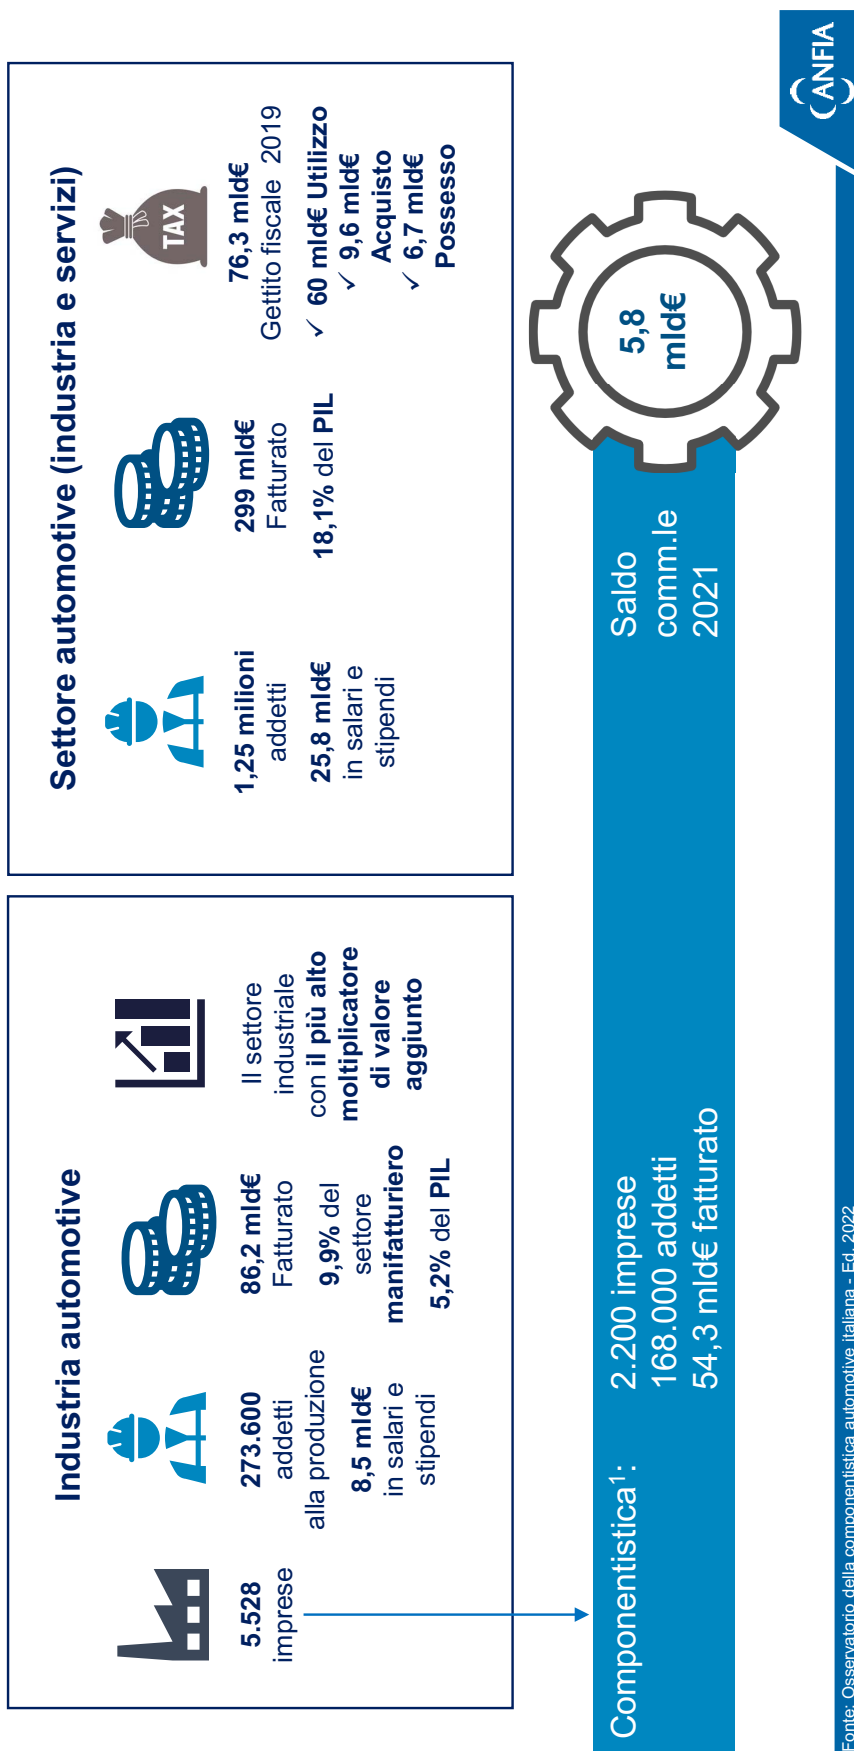 Industria automotive
5.528
imprese
273.600
addetti
alla produzione
8,5 mld€
in salari e
stipendi
86,2 mld€
Fatturato
9,9% del
settore
manifatturiero
5,2% del PIL
Il settore
industriale
con il più alto
moltiplicatore
di valore
aggiunto
Settore automotive (industria e servizi)
1,25 milioni
addetti
25,8 mld€
in salari e
stipendi
299 mld€
Fatturato
18,1% del PIL
TAX
76,3 mld€
Gettito fiscale 2019
✓ 60 mld€ Utilizzo
✓ 9,6 mld€
Acquisto
✓ 6,7 mld€
Possesso
Componentistica¹:
2.200 imprese
168.000 addetti
54,3 mld€ fatturato
Saldo
comm.le
2021
5,8
mld€
Fonte: Osservatorio della componentistica automotive italiana - Ed. 2022
ANFIA